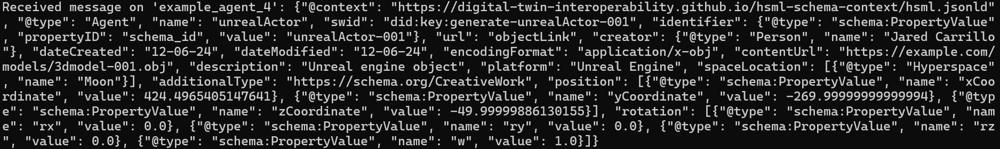 Received message on 'example_agent_4': {"@context": "https://digital-twin-interoperability.github.io/hsml-schema-context/hsml.jsonld"
, "@type": "Agent", "name": "unrealActor", "swid": "did:key:generate-unrealActor-001", "identifier": {"@type": "schema:PropertyValue"
, "propertyID": "schema_id", "value": "unrealActor-001"}, "url": "objectLink", "creator": {"@type": "Person", "name": "Jared Carrillo
"}, "dateCreated": "12-06-24", "dateModified": "12-06-24", "encodingFormat": "application/x-obj", "contentUrl": "https://example.com/
models/3dmodel-001.obj", "description": "Unreal engine object", "platform": "Unreal Engine", "spaceLocation": [{"@type": "Hyperspace"
, "name": "Moon"}], "additionalType": "https://schema.org/CreativeWork", "position": [{"@type": "schema:PropertyValue", "name": "xCoo
rdinate", "value": 424.4965405147641}, {"@type": "schema:PropertyValue", "name": "yCoordinate", "value": -269.99999999999994}, {"@typ
e": "schema:PropertyValue", "name": "zCoordinate", "value": -49.99999886130155}], "rotation": [{"@type": "schema:PropertyValue", "nam
e": "rx", "value": 0.0}, {"@type": "schema:PropertyValue", "name": "ry", "value": 0.0}, {"@type": "schema:PropertyValue", "name": "rz
", "value": 0.0}, {"@type": "schema:PropertyValue", "name": "w", "value": 1.0}]}